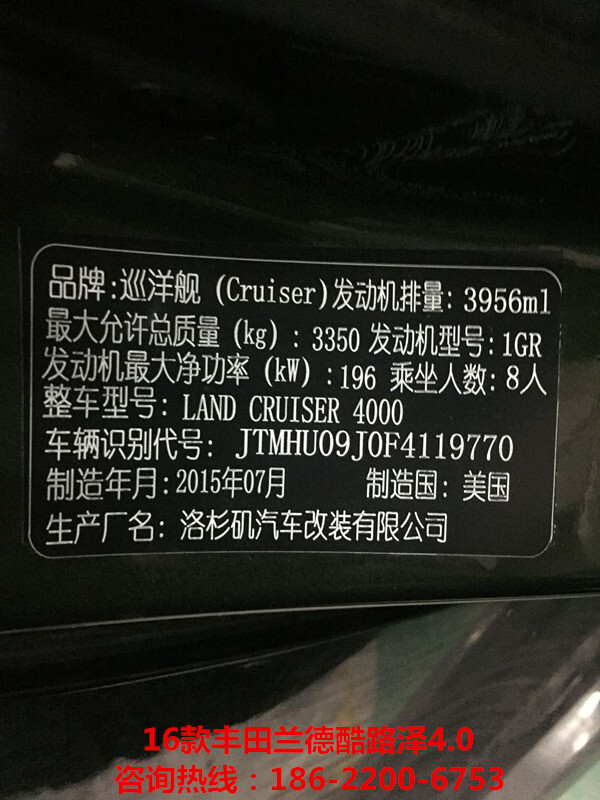 品牌:巡洋舰 (Cruiser)发动机排量: 3956ml
最大允许总质量 (kg) : 3350 发动机型号:1GR
发动机最大净功率 (kW) :196 乘坐人数:8人
整车型号: LAND CRUISER 4000
车辆识别代号: JTMHU09J0F4119770
制造年月:2015年07月 制造国: 美国
生产厂名: 洛杉矶汽车改装有限公司
16款丰田兰德酷路泽4.0
咨询热线：186-2200-6753